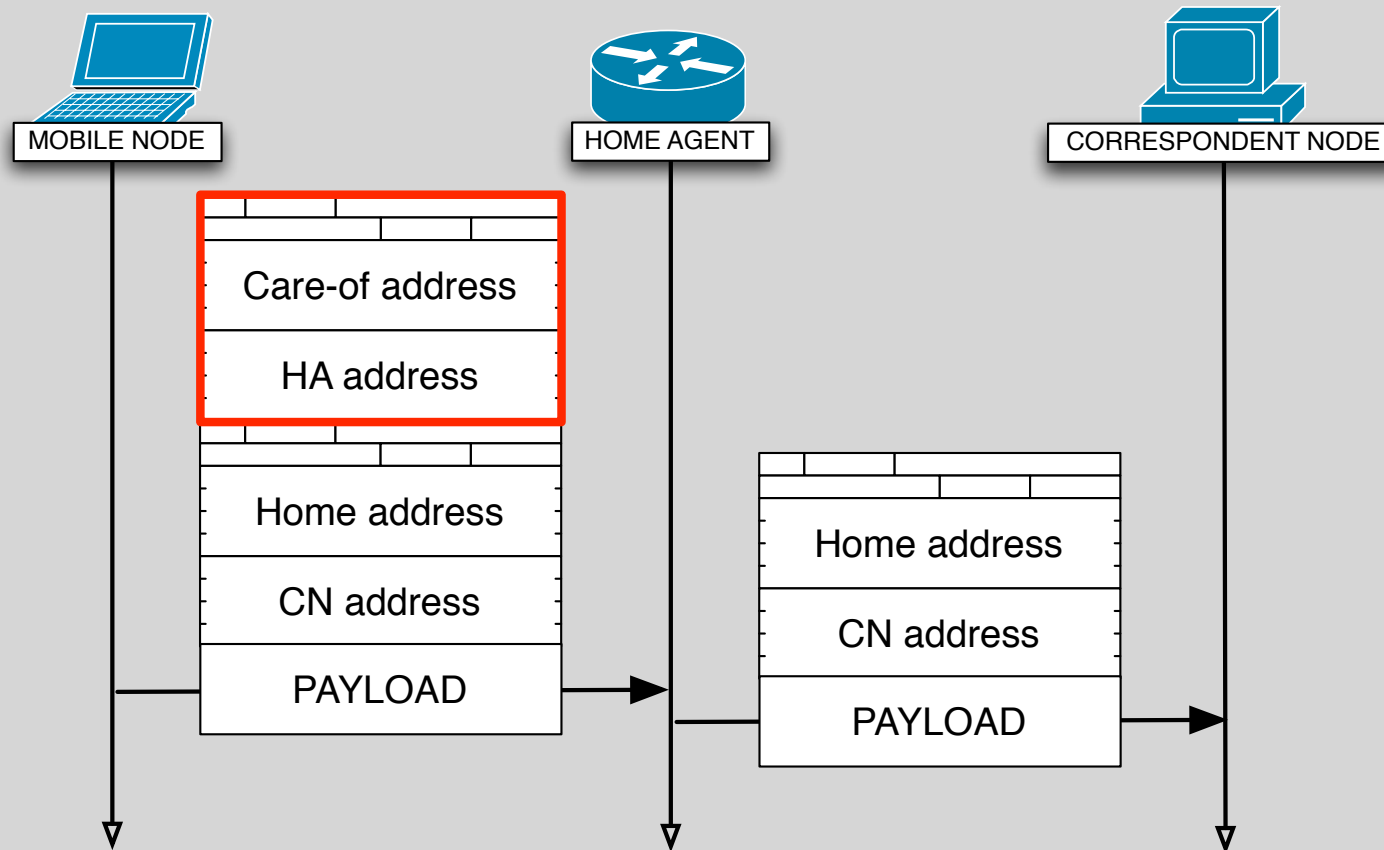 MOBILE NODE
HOME AGENT
CORRESPONDENT NODE
Care-of address
HA address
Home address
CN address
PAYLOAD
Home address
CN address
PAYLOAD